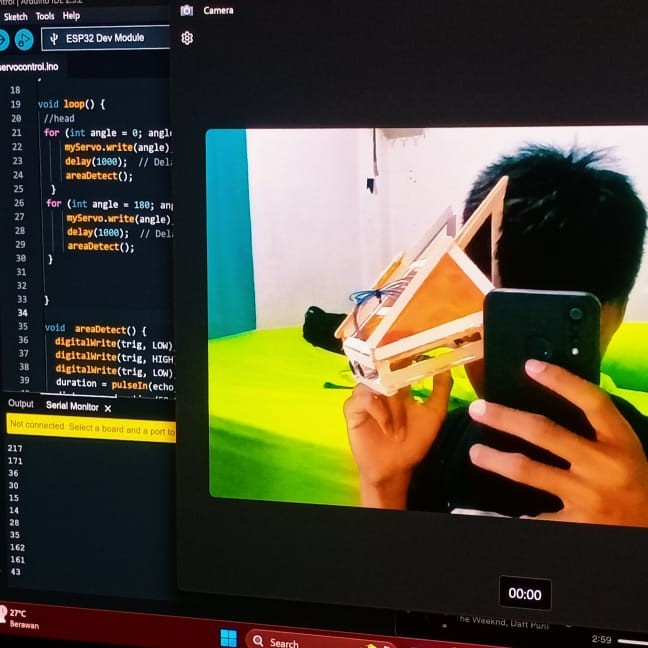 Arduino IDE 2.3.2
Sketch Tools Help
ESP32 Dev Module
servocontrol.ino
18
19 void loop() {
20 //head
21 for (int angle = 0; angl
22 myServo.write(angle)
23 delay(1000); // Del
24 areaDetect();
25 }
26 for (int angle = 180; an
27 myServo.write(angle)
28 delay(1000); // Del
29 areaDetect();
30 }
31
32
33 }
34
35 void areaDetect() {
36 digitalWrite(trig, LOW)
37 digitalWrite(trig, HIGH
38 digitalWrite(trig, LOW)
39 duration = pulseIn(echo
Output Serial Monitor X
Not connected. Select a board and a port to
217
171
36
30
15
14
28
35
162
161
43
Camera
00:00
27°C
Berawan
Search
The Weeknd, Daft Punk
2:59